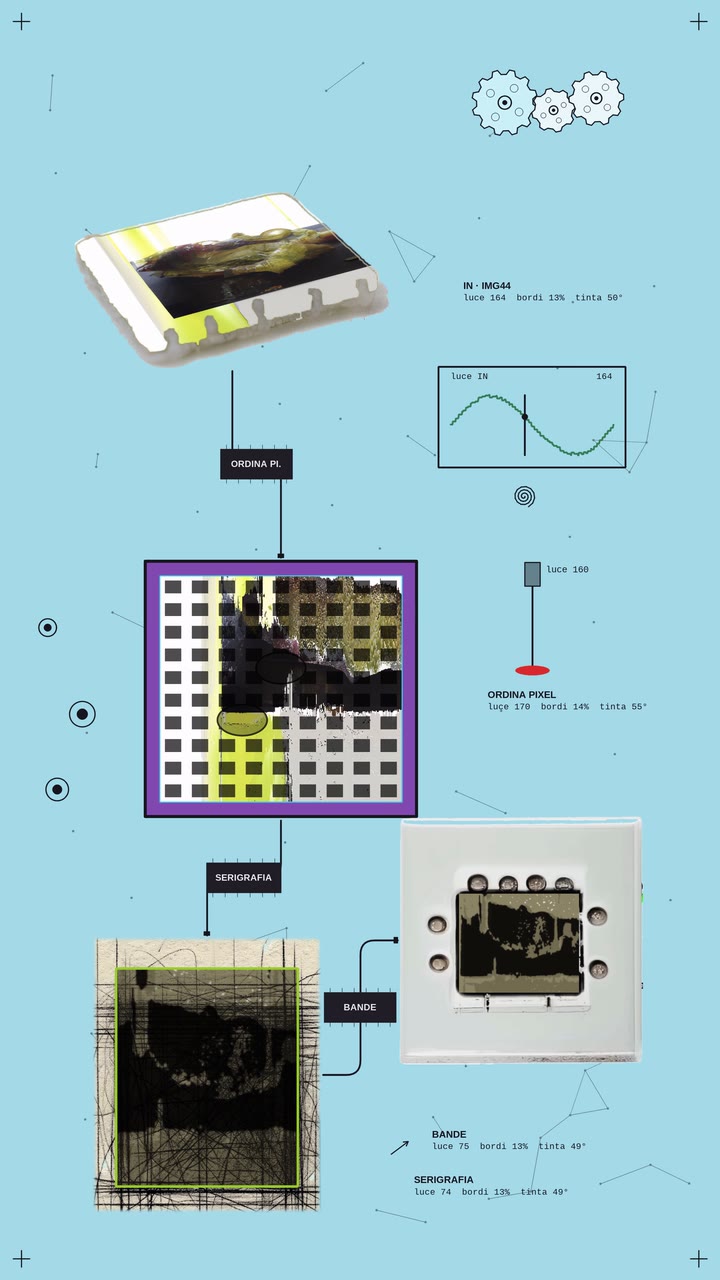 IN · IMG44
luce 164  bordi 13%  tinta 50°
luce IN  164
ORDINA PI.
luce 160
ORDINA PIXEL
luce 170  bordi 14%  tinta 55°
SERIGRAFIA
BANDE
BANDE
luce 75  bordi 13%  tinta 49°
SERIGRAFIA
luce 74  bordi 13%  tinta 49°